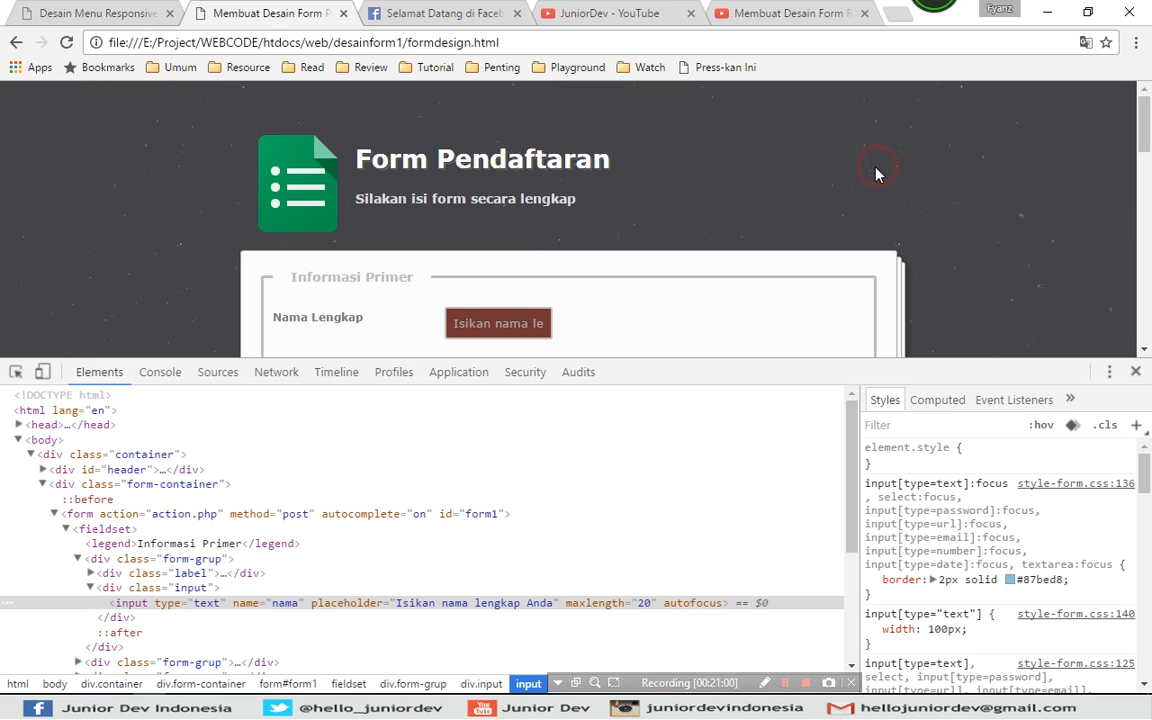 Desain Menu Responsive
Membuat Desain Form P
Selamat Datang di Faceb
JuniorDev - YouTube
Membuat Desain Form R
Fyanz
file:///E:/Project/WEBCODE/htdocs/web/desainform1/formdesign.html
Apps
Bookmarks
Umum
Resource
Read
Review
Tutorial
Penting
Playground
Watch
Press-kan Ini
Form Pendaftaran
Silakan isi form secara lengkap
Informasi Primer
Nama Lengkap
Isikan nama le
Elements
Console
Sources
Network
Timeline
Profiles
Application
Security
Audits
<!DOCTYPE html>
<html lang="en">
<head>…</head>
<body>
<div class="container">
<div id="header">…</div>
<div class="form-container">
::before
<form action="action.php" method="post" autocomplete="on" id="form1">
<fieldset>
<legend>Informasi Primer</legend>
<div class="form-grup">
<div class="label">…</div>
<div class="input">
<input type="text" name="nama" placeholder="Isikan nama lengkap Anda" maxlength="20" autofocus> == $0
</div>
::after
</div>
<div class="form-grup">…</div>
html
body
div.container
div.form-container
form#form1
fieldset
div.form-grup
div.input
input
Recording [00:21:00]
Styles
Computed
Event Listeners
Filter
:hov
.cls
element.style {
}
input[type=text]:focus style-form.css:136
, select:focus,
input[type=password]:focus,
input[type=url]:focus,
input[type=email]:focus,
input[type=number]:focus,
input[type=date]:focus, textarea:focus {
border: 2px solid #87bed8;
}
input[type="text"] { style-form.css:140
width: 100px;
}
input[type=text], style-form.css:125
select, input[type=password],
input[type=url], input[type=email],
Junior Dev Indonesia
@hello_juniordev
You Tube
Junior Dev
juniordevindonesia
hellojuniordev@gmail.com